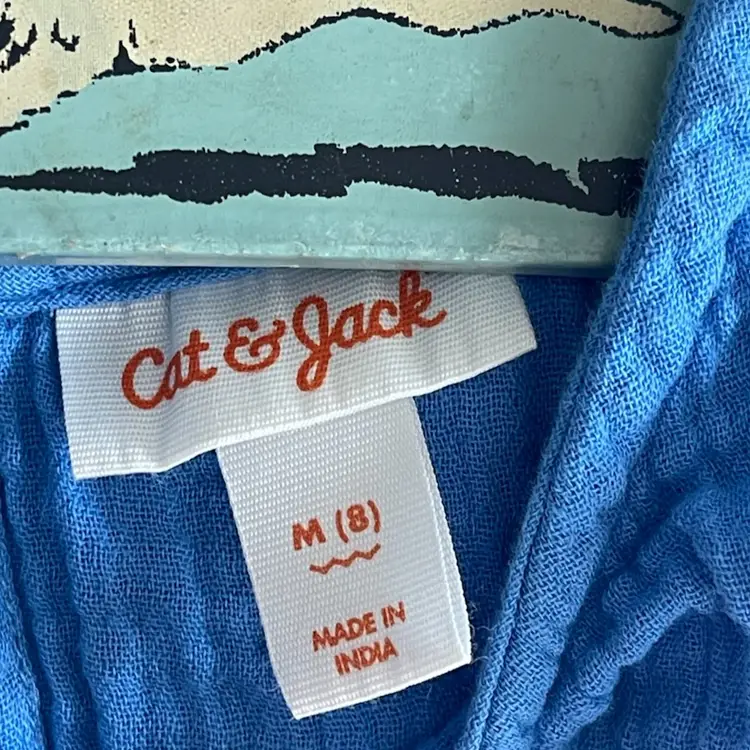 Cat & Jack
M (8)
MADE IN
INDIA